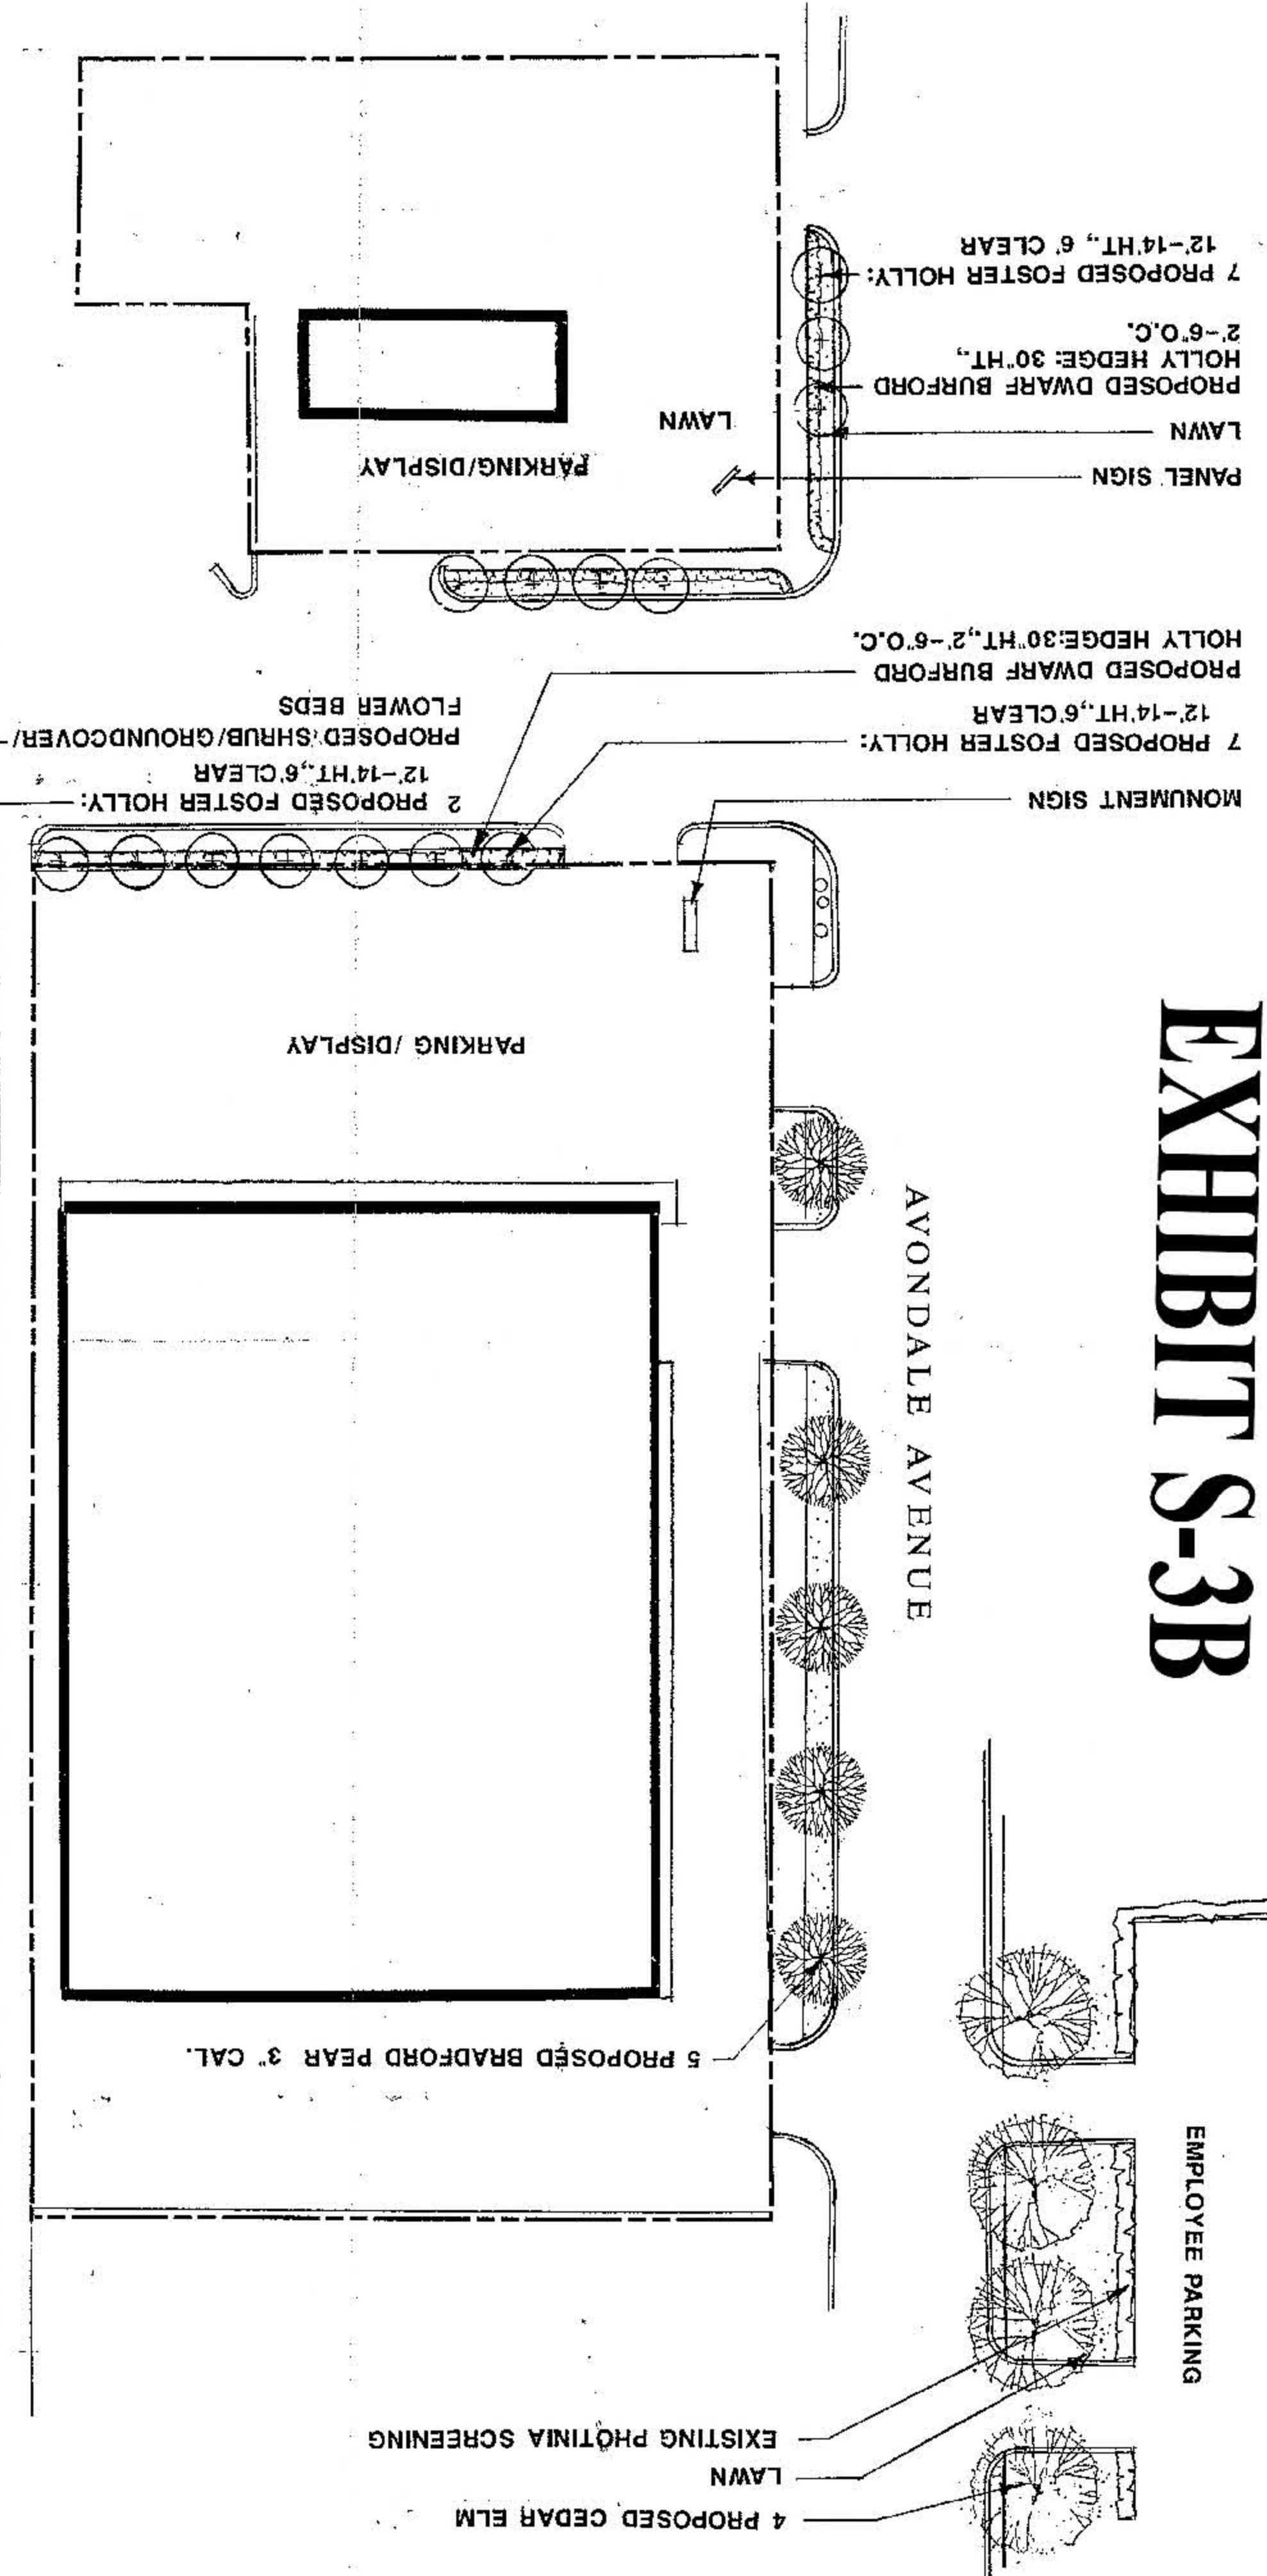 EXHIBIT S-3B
AVONDALE AVENUE
EMPLOYEE PARKING
4 PROPOSED CEDAR ELM
LAWN
EXISTING PHOTINIA SCREENING
5 PROPOSED BRADFORD PEAR 3" CAL.
PARKING / DISPLAY
MONUMENT SIGN
7 PROPOSED FOSTER HOLLY:
12'-14'HT., 6'CLEAR
PROPOSED DWARF BURFORD
HOLLY HEDGE:30"HT., 2'-6"O.C.
2 PROPOSED FOSTER HOLLY:
12'-14'HT., 6'CLEAR
PROPOSED SHRUB/GROUNDCOVER/
FLOWER BEDS
PANEL SIGN
LAWN
PROPOSED DWARF BURFORD
HOLLY HEDGE: 30"HT.,
2'-6"O.C.
7 PROPOSED FOSTER HOLLY:
12'-14'HT., 6' CLEAR
PARKING/DISPLAY
LAWN